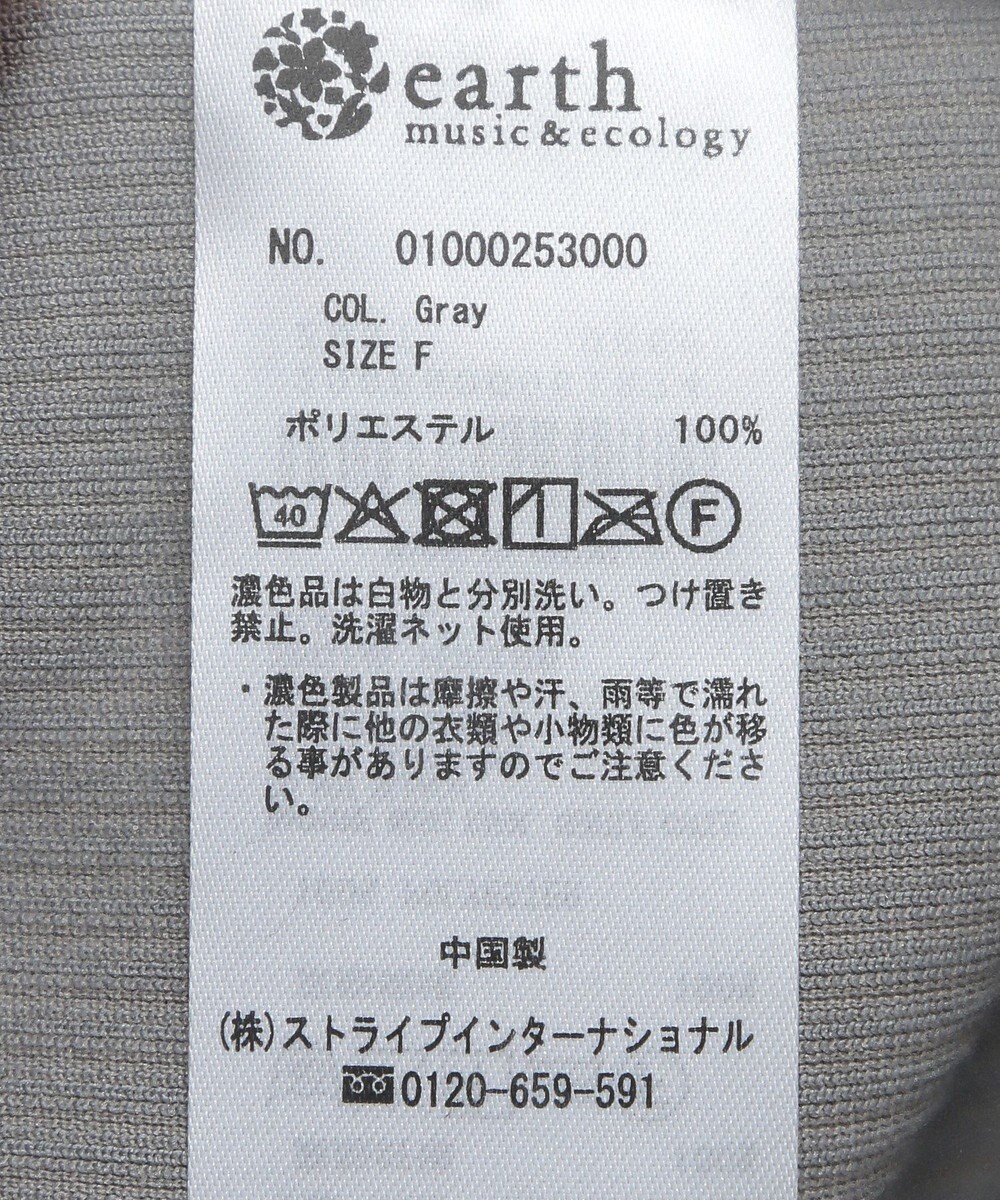 earth
music&ecology
NO. 01000253000
COL. Gray
SIZE F
ポリエステル 100%
40 1 F
濃色品は白物と分別洗い。つけ置き
禁止。洗濯ネット使用。
・濃色製品は摩擦や汗、雨等で濡れ
た際に他の衣類や小物類に色が移
る事がありますのでご注意くださ
い。
中国製
(株)ストライプインターナショナル
0120-659-591